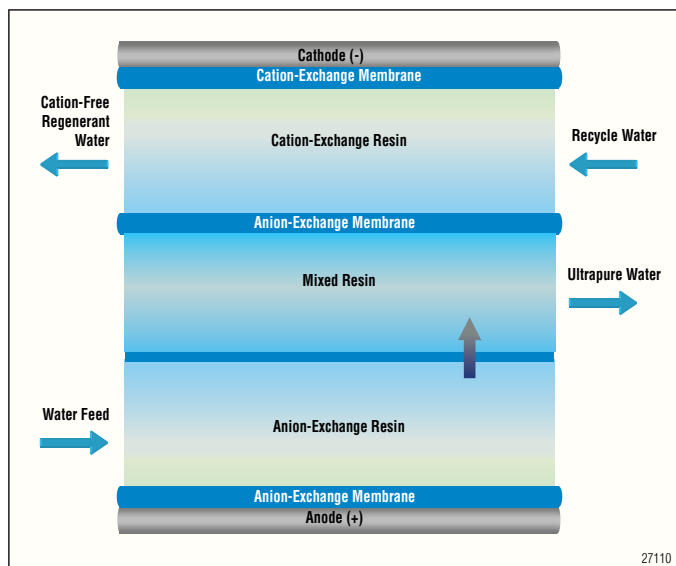 Cathode (-)
Cation-Exchange Membrane
Cation-Free
Regenerant
Water
Cation-Exchange Resin
Recycle Water
Anion-Exchange Membrane
Mixed Resin
Ultrapure Water
Water Feed
Anion-Exchange Resin
Anion-Exchange Membrane
Anode (+)
27110